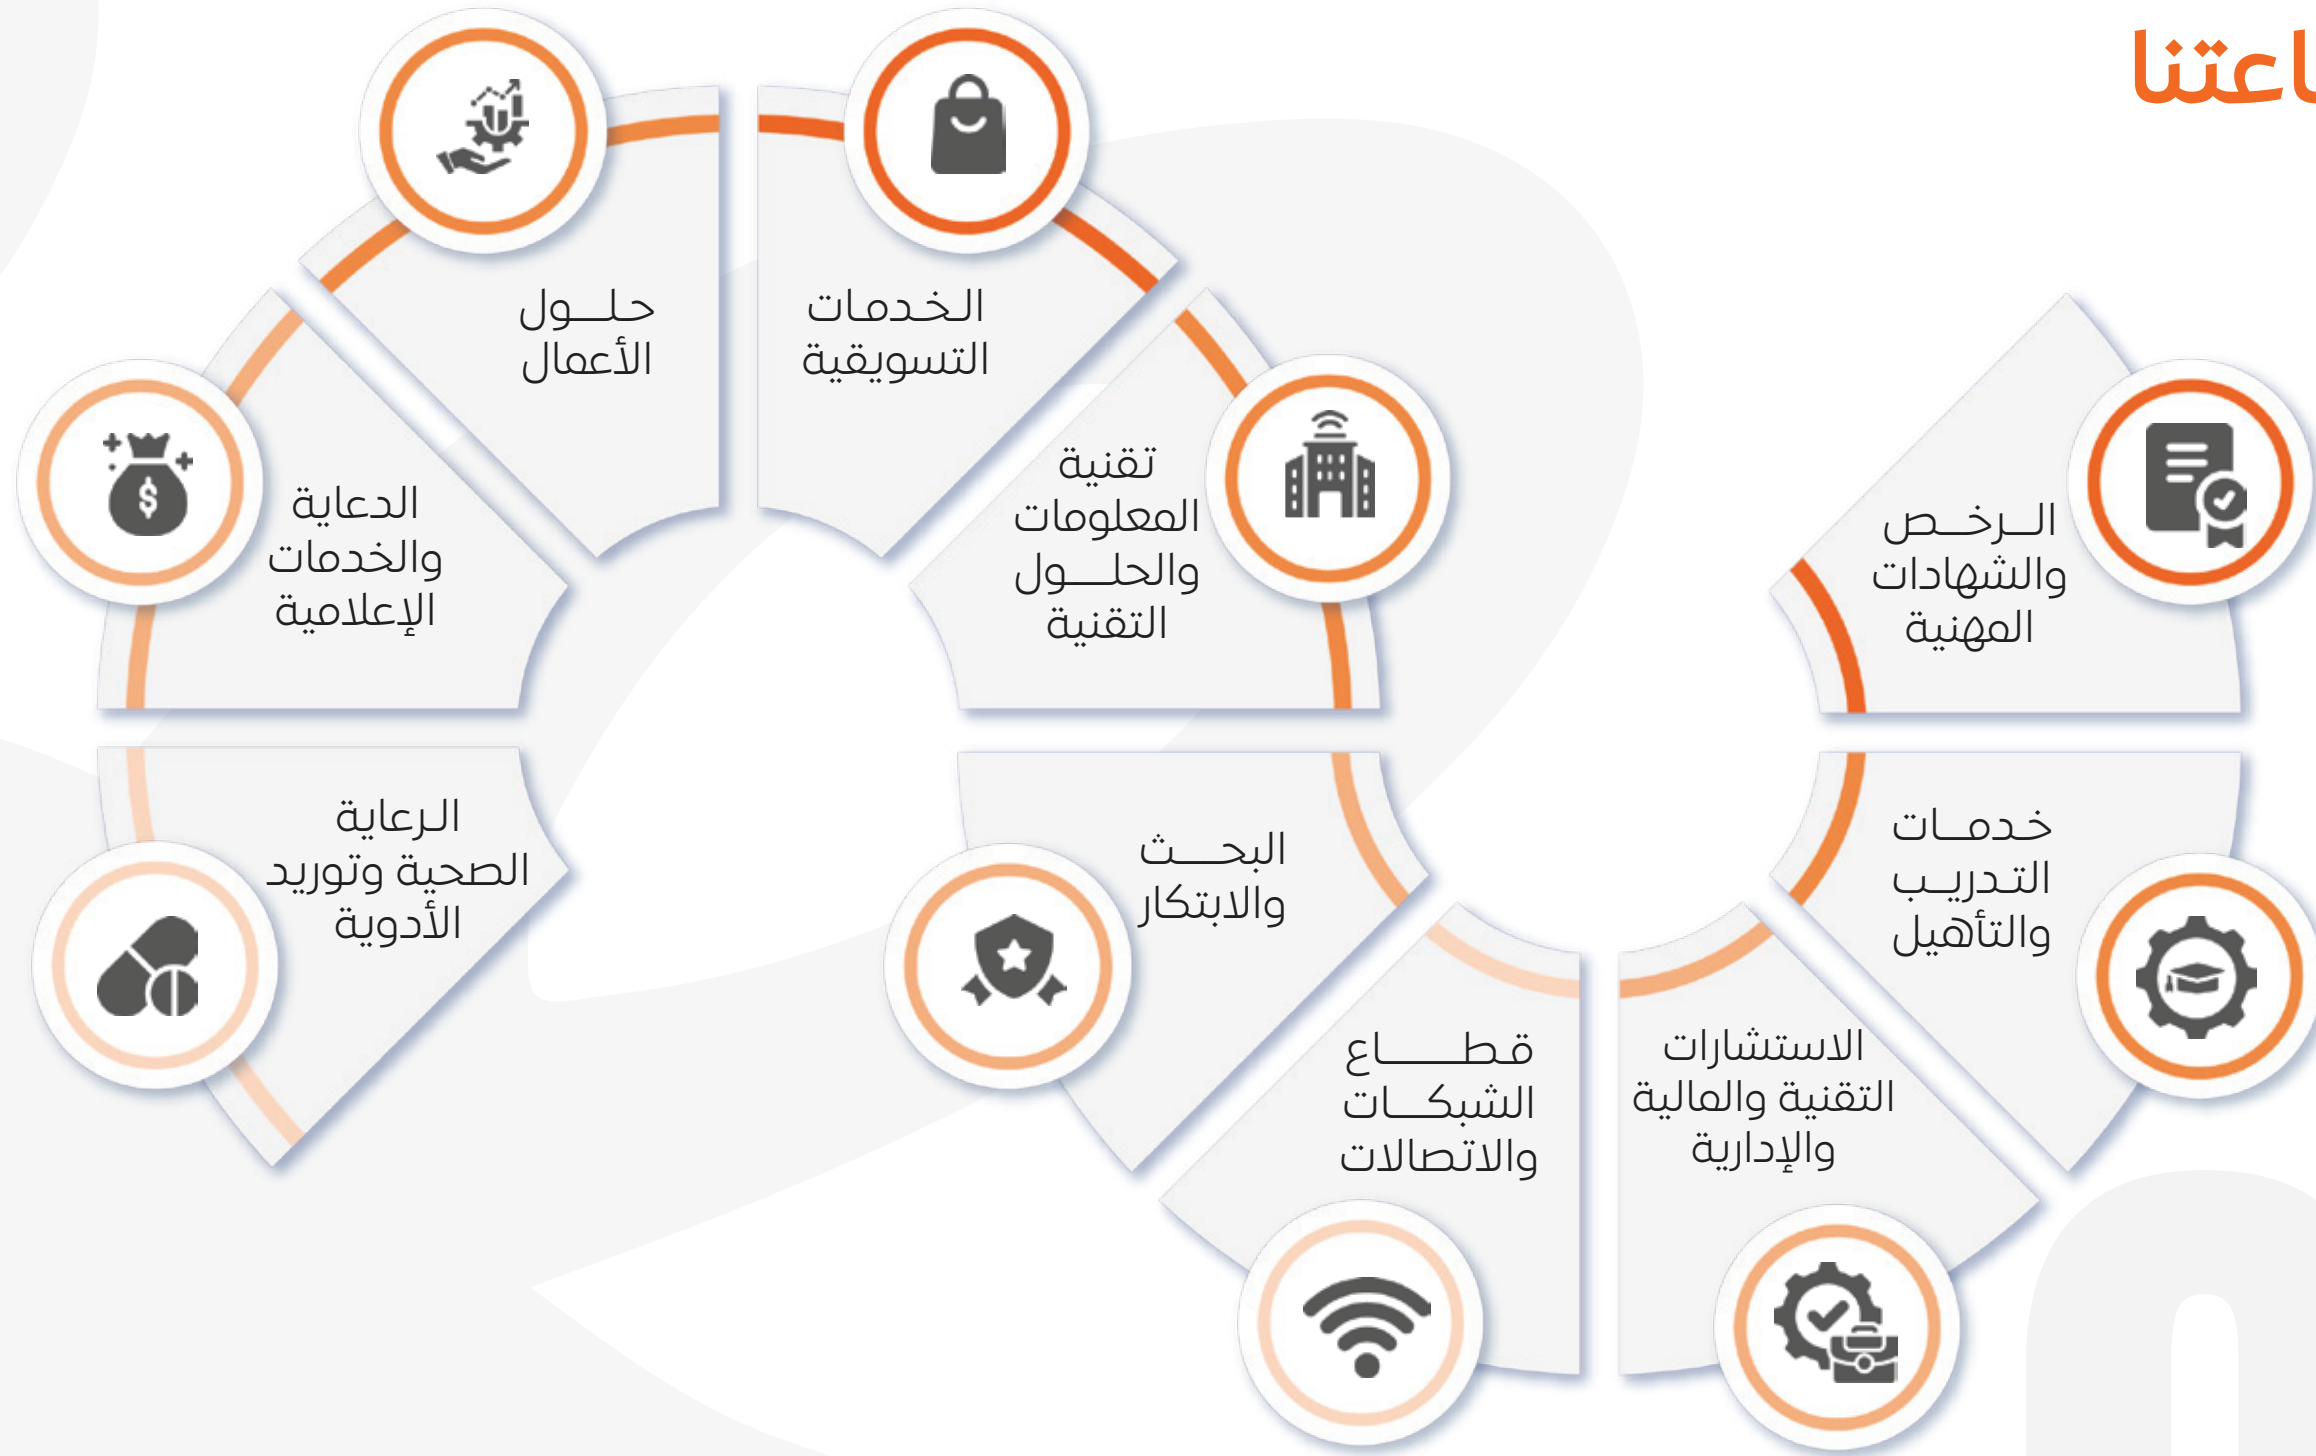 اعتنا
الرخص
والشهادات
المهنية
خدمات
التدريب
والتأهيل
الاستشارات
التقنية والمالية
والإدارية
قطاع
الشبكات
والاتصالات
البحث
والابتكار
تقنية
المعلومات
والحلول
التقنية
الخدمات
التسويقية
حلول
الأعمال
الدعاية
والخدمات
الإعلامية
الرعاية
الصحية وتوريد
الأدوية